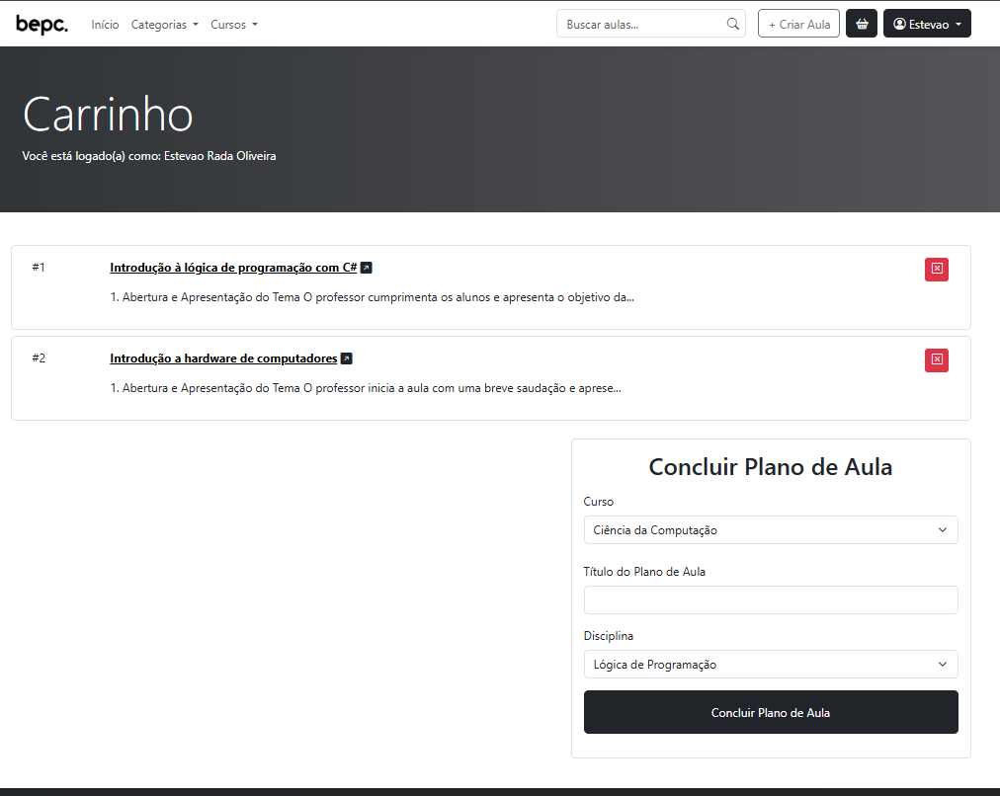 bepc. Início Categorias Cursos Buscar aulas... + Criar Aula Estevao
Carrinho
Você está logado(a) como: Estevao Rada Oliveira
#1 Introdução à lógica de programação com C#
1. Abertura e Apresentação do Tema O professor cumprimenta os alunos e apresenta o objetivo da...
#2 Introdução a hardware de computadores
1. Abertura e Apresentação do Tema O professor inicia a aula com uma breve saudação e aprese...
Concluir Plano de Aula
Curso
Ciência da Computação
Título do Plano de Aula
Disciplina
Lógica de Programação
Concluir Plano de Aula